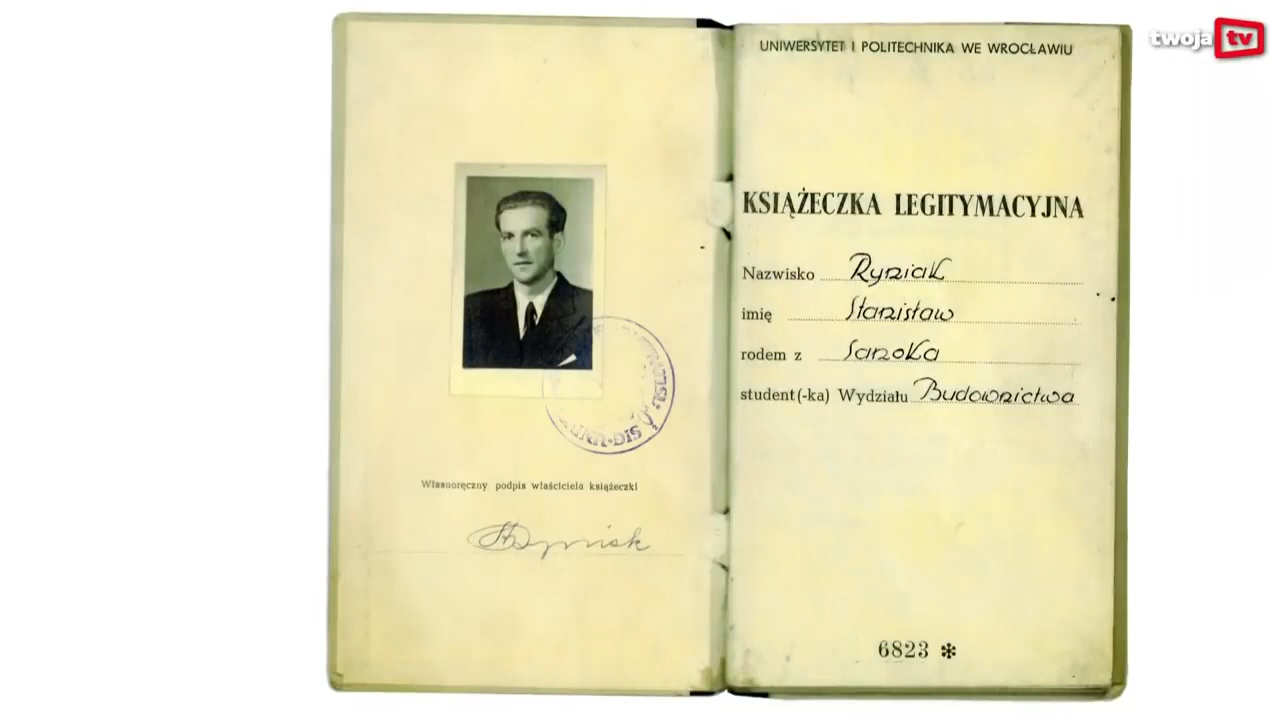 twoja tv
Własnoręczny podpis właściciela książeczki
UNIWERSYTET I POLITECHNIKA WE WROCŁAWIU
KSIĄŻECZKA LEGITYMACYJNA
Nazwisko Ryniak
imię Stanisław
rodem z Sanoka
student(-ka) Wydziału Budownictwa
6823 *